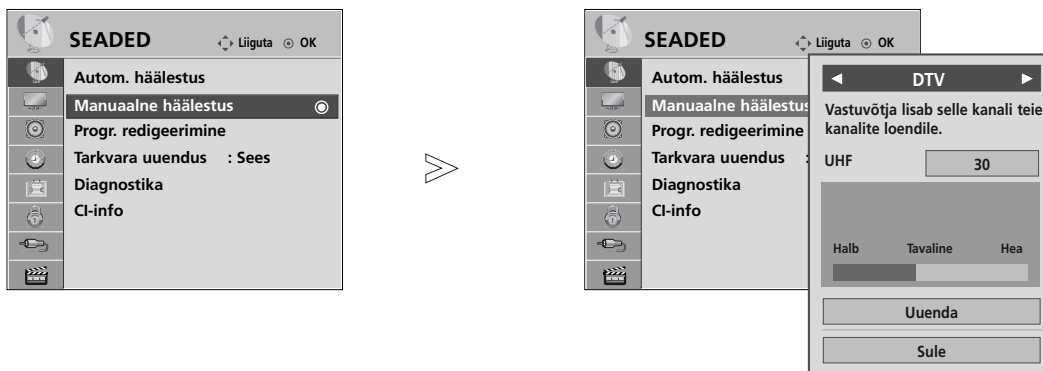 SEADED Liiguta OK
Autom. häälestus
Manuaalne häälestus
Progr. redigeerimine
Tarkvara uuendus : Sees
Diagnostika
CI-info
SEADED Liiguta OK
Autom. häälestus
Manuaalne häälestus
Progr. redigeerimine
Tarkvara uuendus :
Diagnostika
CI-info
◄ DTV ►
Vastuvõtja lisab selle kanali teie
kanalite loendile.
UHF 30
Halb Tavaline Hea
Uuenda
Sule